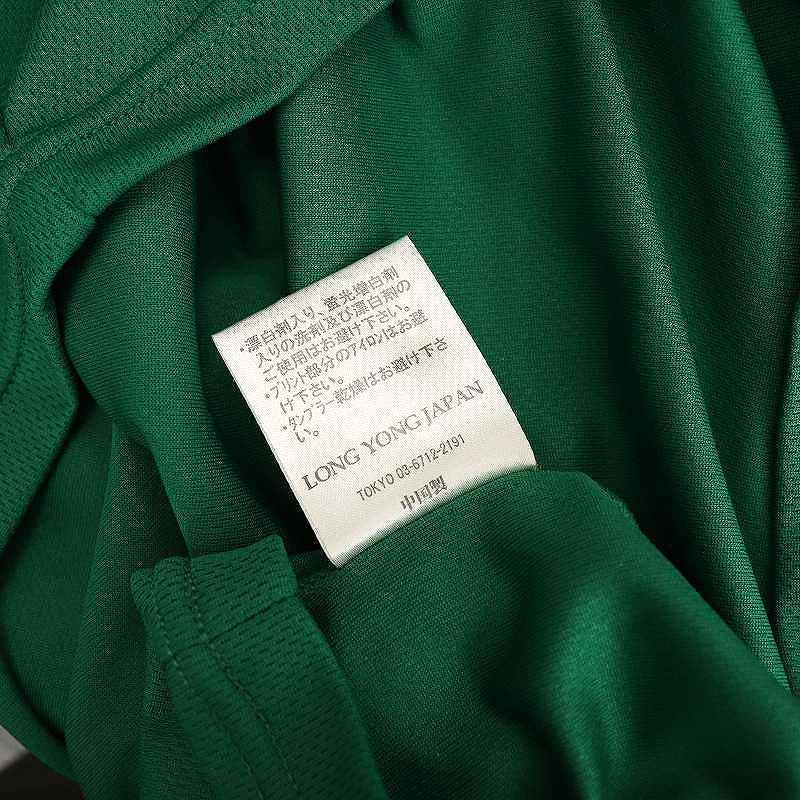 ・漂白剤入り、蛍光増白剤
入りの洗剤及び漂白剤の
ご使用はお避け下さい。
・プリント部分のアイロンはお避
け下さい。
・タンブラー乾燥はお避け下さ
い。
LONG YONG JAPAN
TOKYO 03-6712-2191
中国製